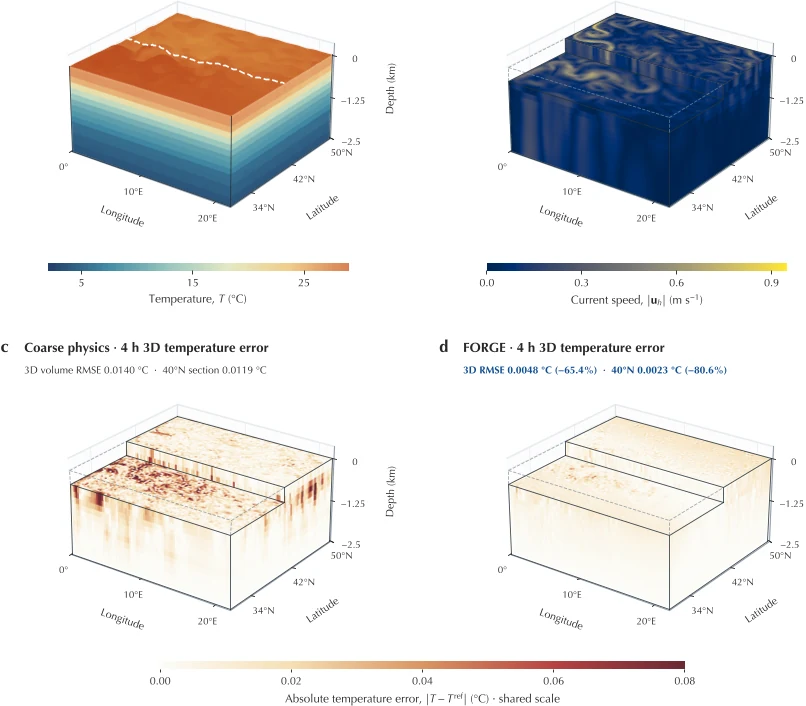 0
−1.25
−2.5
Depth (km)
50°N
42°N
34°N
Latitude
0°
10°E
20°E
Longitude
0
−1.25
−2.5
50°N
42°N
34°N
Latitude
0°
10°E
20°E
Longitude
5 15 25
Temperature, T (°C)
0.0 0.3 0.6 0.9
Current speed, |u_h| (m s⁻¹)
c Coarse physics · 4 h 3D temperature error
3D volume RMSE 0.0140 °C · 40°N section 0.0119 °C
d FORGE · 4 h 3D temperature error
3D RMSE 0.0048 °C (−65.4%) · 40°N 0.0023 °C (−80.6%)
0
−1.25
−2.5
Depth (km)
50°N
42°N
34°N
Latitude
0°
10°E
20°E
Longitude
0
−1.25
−2.5
50°N
42°N
34°N
Latitude
0°
10°E
20°E
Longitude
0.00 0.02 0.04 0.06 0.08
Absolute temperature error, |T − Tʳᵉᶠ| (°C) · shared scale